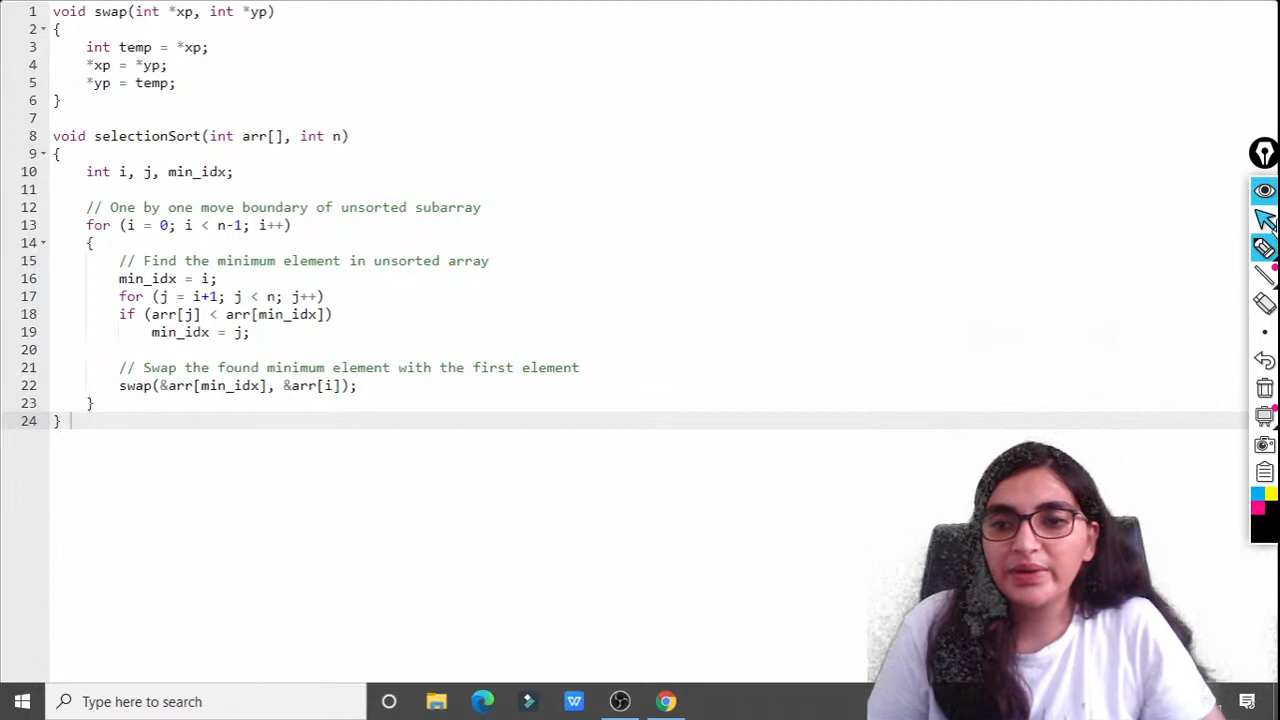 1 void swap(int *xp, int *yp)
2 {
3 int temp = *xp;
4 *xp = *yp;
5 *yp = temp;
6 }
7
8 void selectionSort(int arr[], int n)
9 {
10 int i, j, min_idx;
11
12 // One by one move boundary of unsorted subarray
13 for (i = 0; i < n-1; i++)
14 {
15 // Find the minimum element in unsorted array
16 min_idx = i;
17 for (j = i+1; j < n; j++)
18 if (arr[j] < arr[min_idx])
19 min_idx = j;
20
21 // Swap the found minimum element with the first element
22 swap(&arr[min_idx], &arr[i]);
23 }
24 }
Type here to search